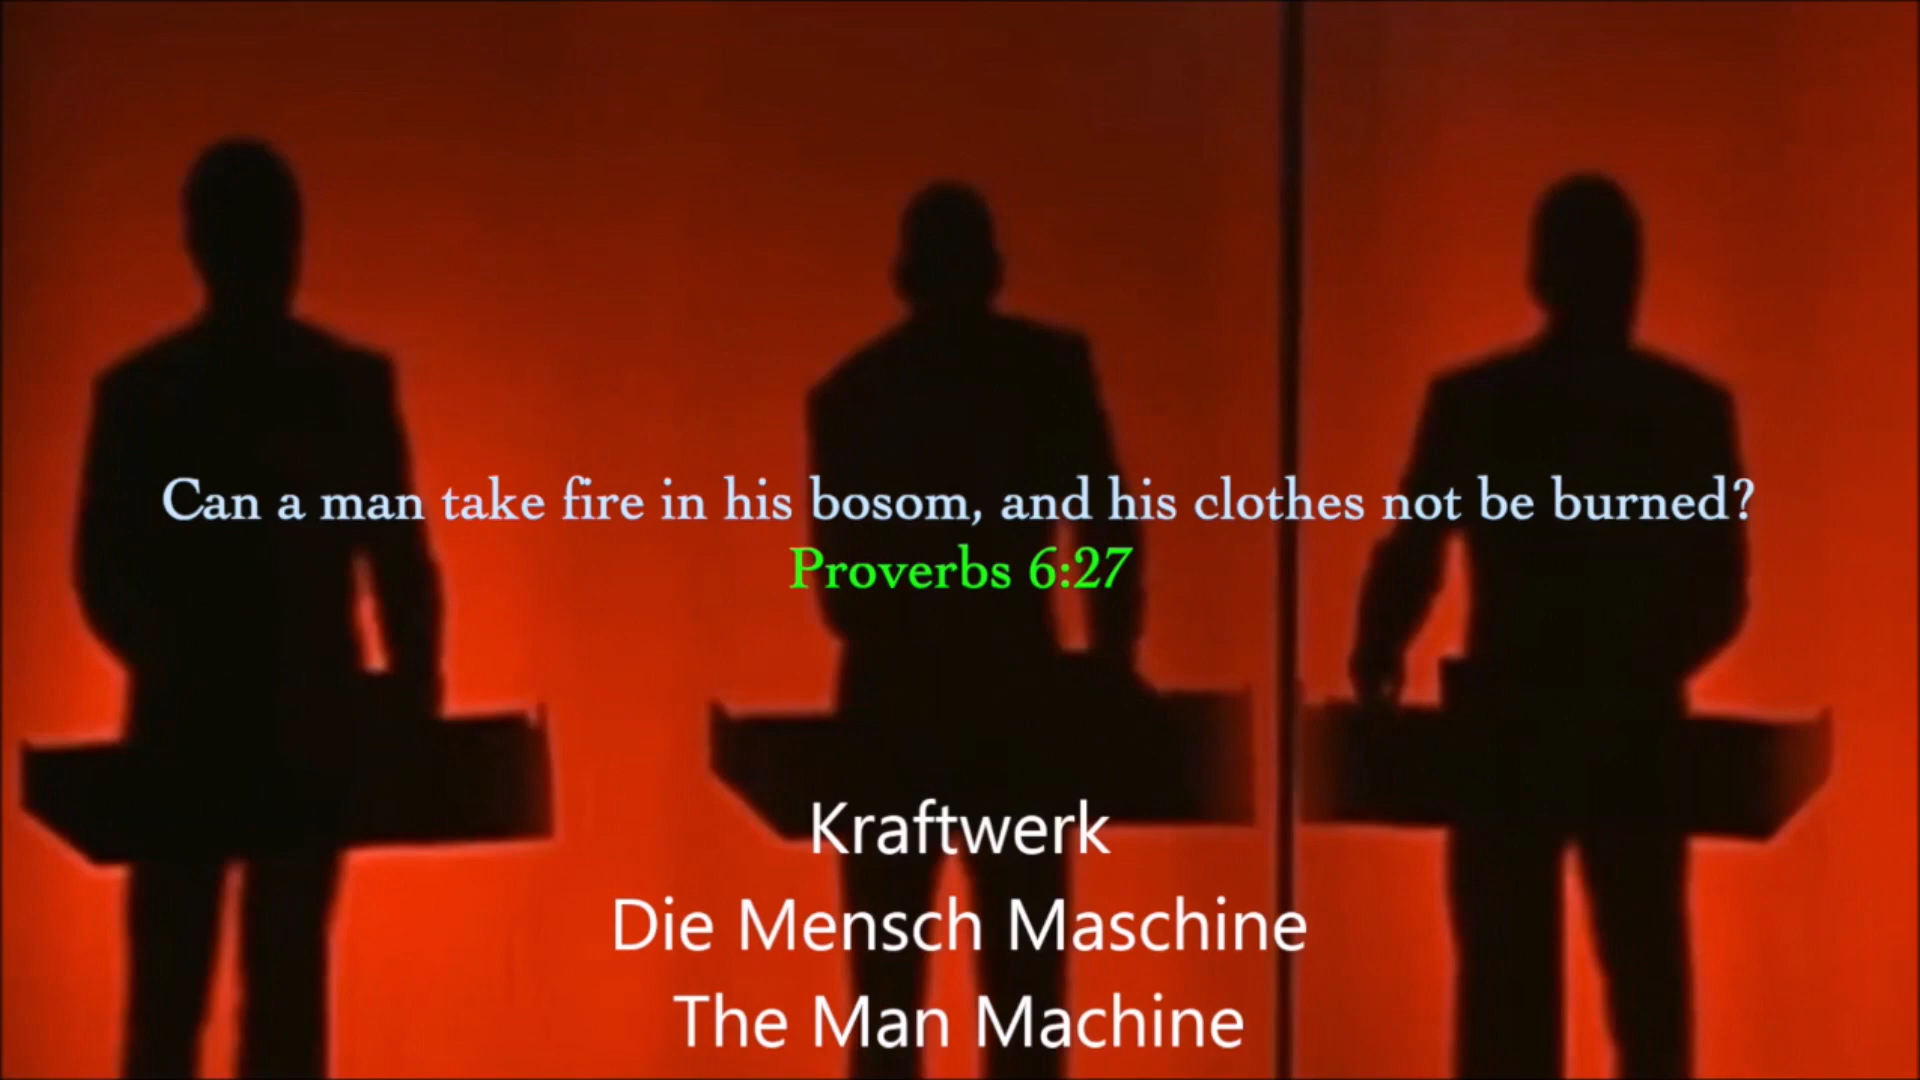 Can a man take fire in his bosom, and his clothes not be burned?
Proverbs 6:27
Kraftwerk
Die Mensch Maschine
The Man Machine